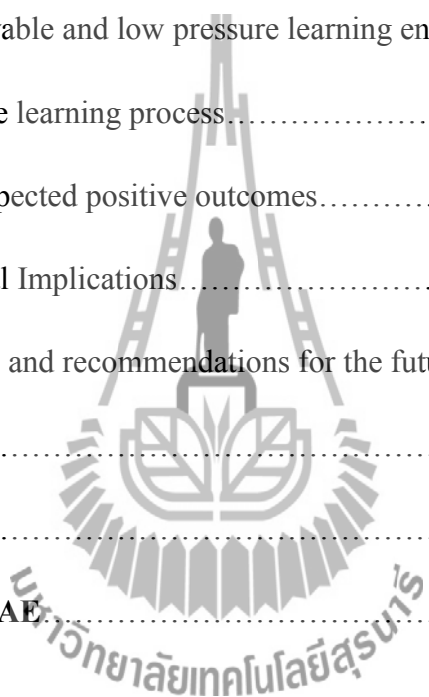 vable and low pressure learning en
e learning process…………………
pected positive outcomes…………
l Implications………………………
and recommendations for the futu
………………………………………
………………………………………
AE……………………………………
มหาวิทยาลัยเทคโนโลยีสุรนารี